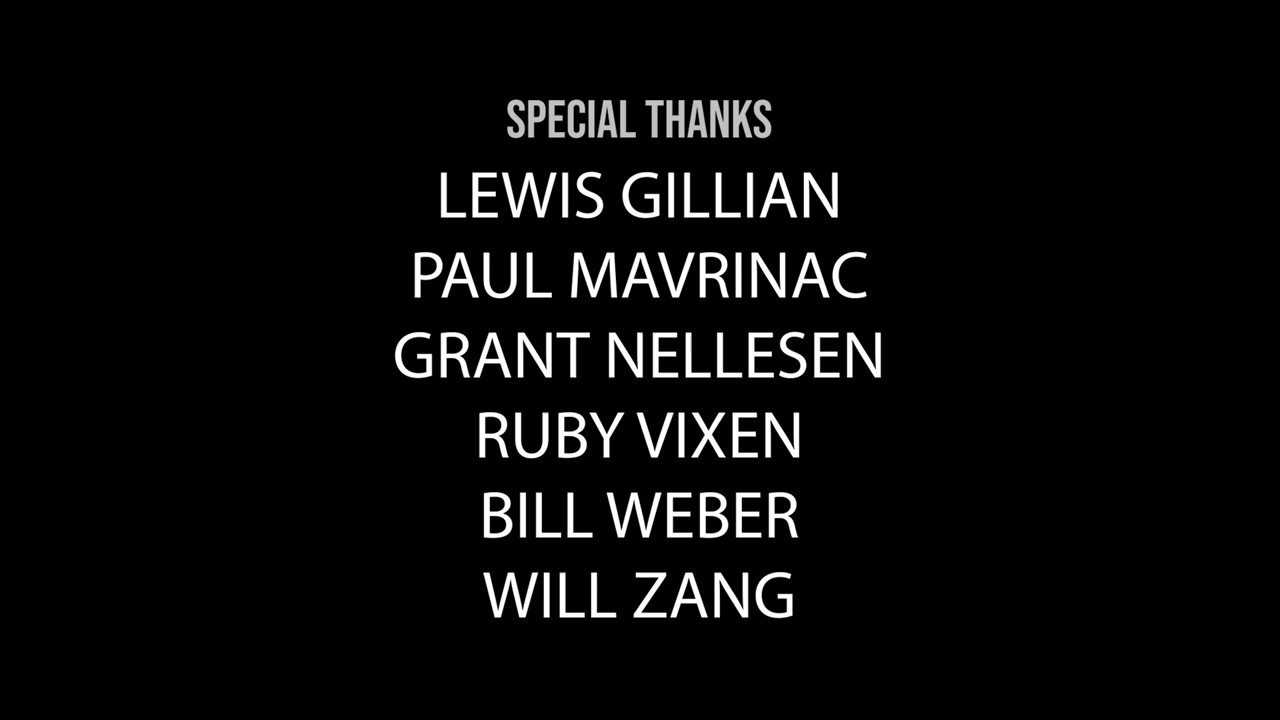 SPECIAL THANKS
LEWIS GILLIAN
PAUL MAVRINAC
GRANT NELLESEN
RUBY VIXEN
BILL WEBER
WILL ZANG